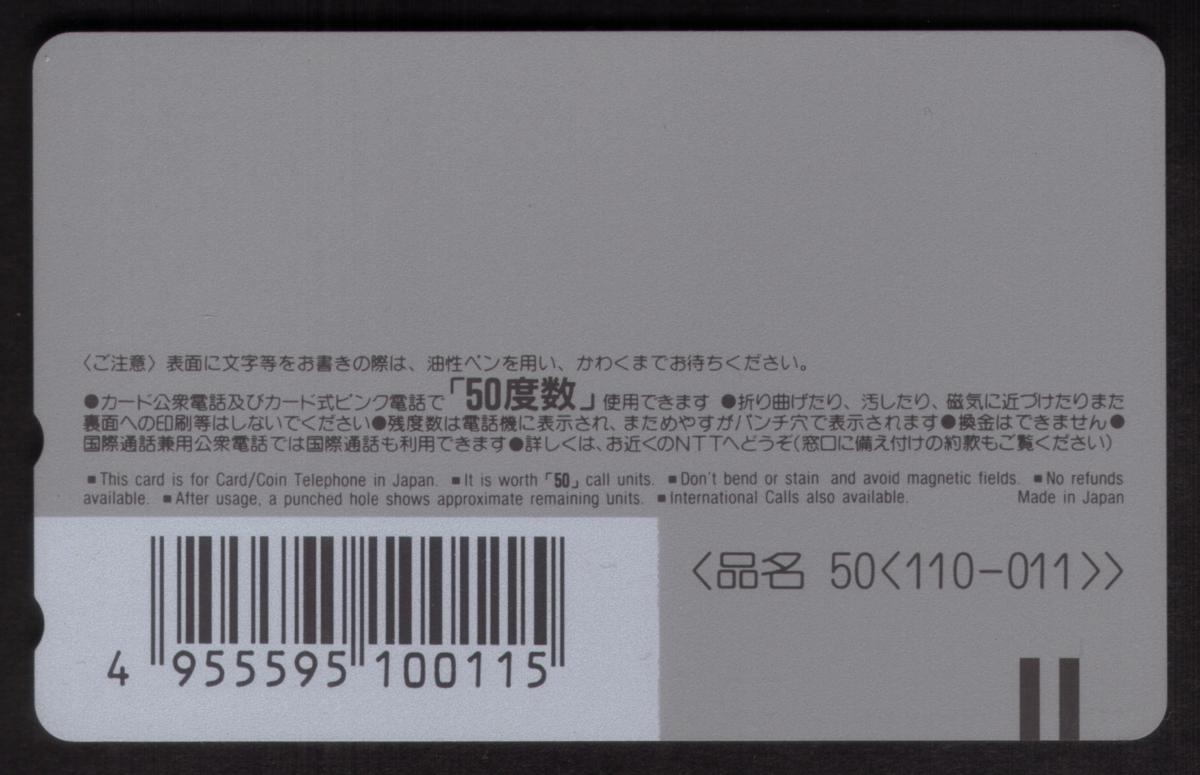 〈ご注意〉表面に文字等をお書きの際は、油性ペンを用い、かわくまでお待ちください。
●カード公衆電話及びカード式ピンク電話で「50度数」使用できます ●折り曲げたり、汚したり、磁気に近づけたりまた
裏面への印刷等はしないでください●残度数は電話機に表示され、まためやすがパンチ穴で表示されます●換金はできません●
国際通話兼用公衆電話では国際通話も利用できます●詳しくは、お近くのNTTへどうぞ(窓口に備え付けの約款もご覧ください)
■This card is for Card/Coin Telephone in Japan. ■It is worth「50」call units. ■Don't bend or stain and avoid magnetic fields. ■No refunds
available. ■After usage, a punched hole shows approximate remaining units. ■International Calls also available. Made in Japan
〈品名 50〈110-011〉〉
4 955595 100115